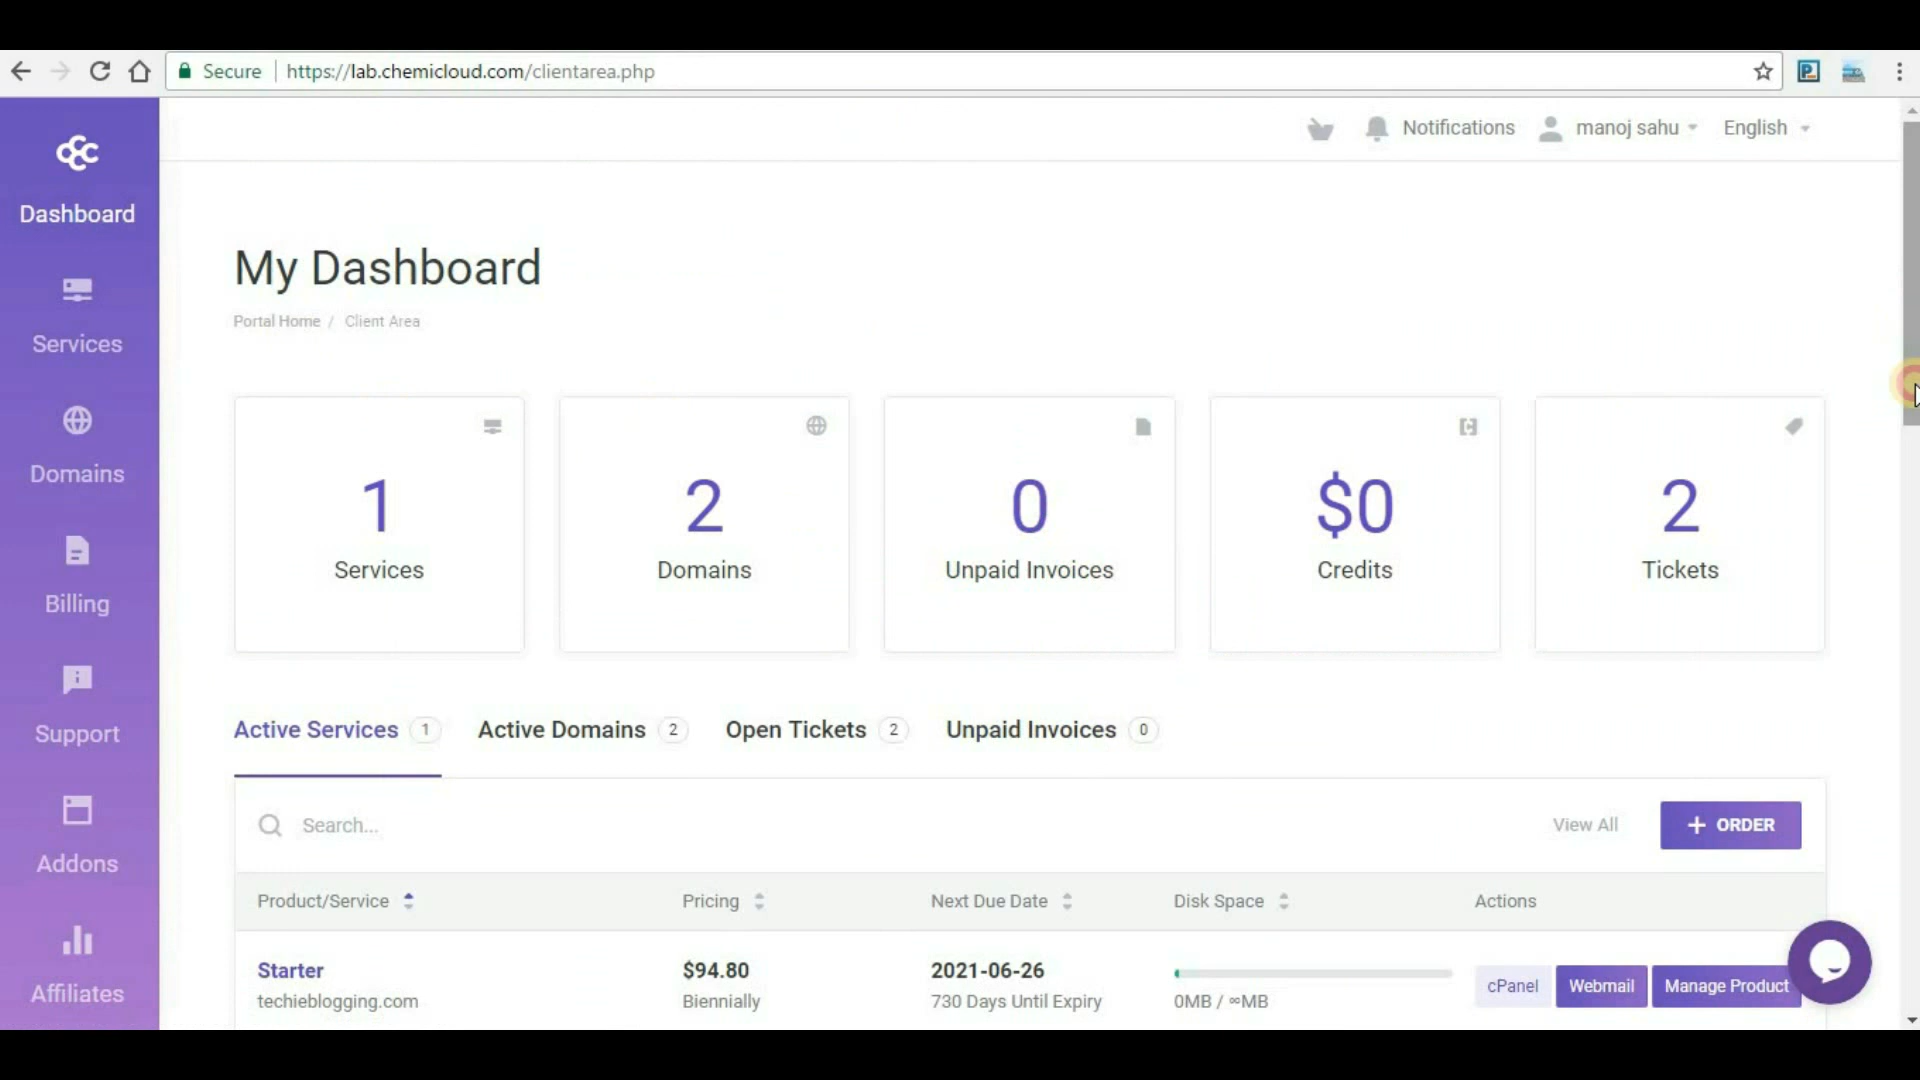 Secure https://lab.chemicloud.com/clientarea.php
Notifications manoj sahu English
Dashboard
Services
Domains
Billing
Support
Addons
Affiliates
My Dashboard
Portal Home / Client Area
1
Services
2
Domains
0
Unpaid Invoices
$0
Credits
2
Tickets
Active Services 1 Active Domains 2 Open Tickets 2 Unpaid Invoices 0
Search... View All + ORDER
Product/Service Pricing Next Due Date Disk Space Actions
Starter $94.80 2021-06-26
techieblogging.com Biennially 730 Days Until Expiry 0MB / ∞MB
cPanel Webmail Manage Product